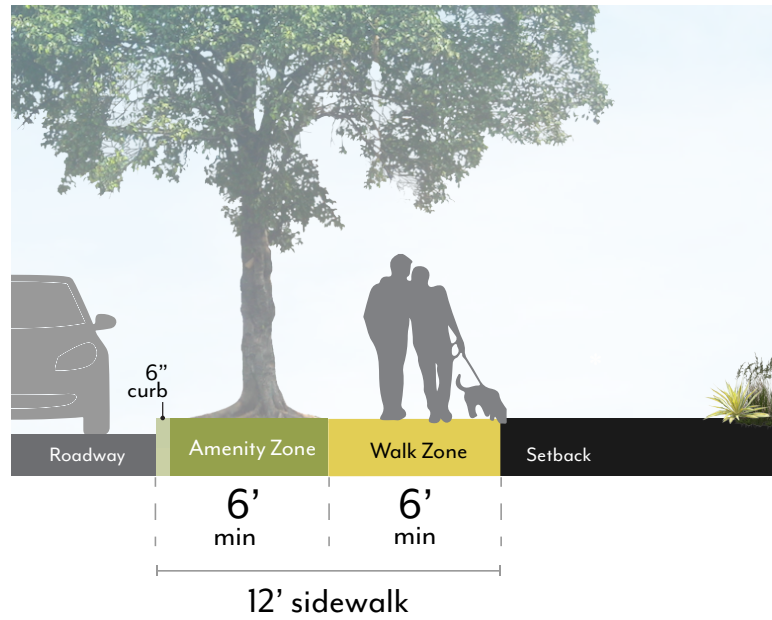 6”
curb
Roadway
Amenity Zone
Walk Zone
Setback
6’
min
6’
min
12’ sidewalk